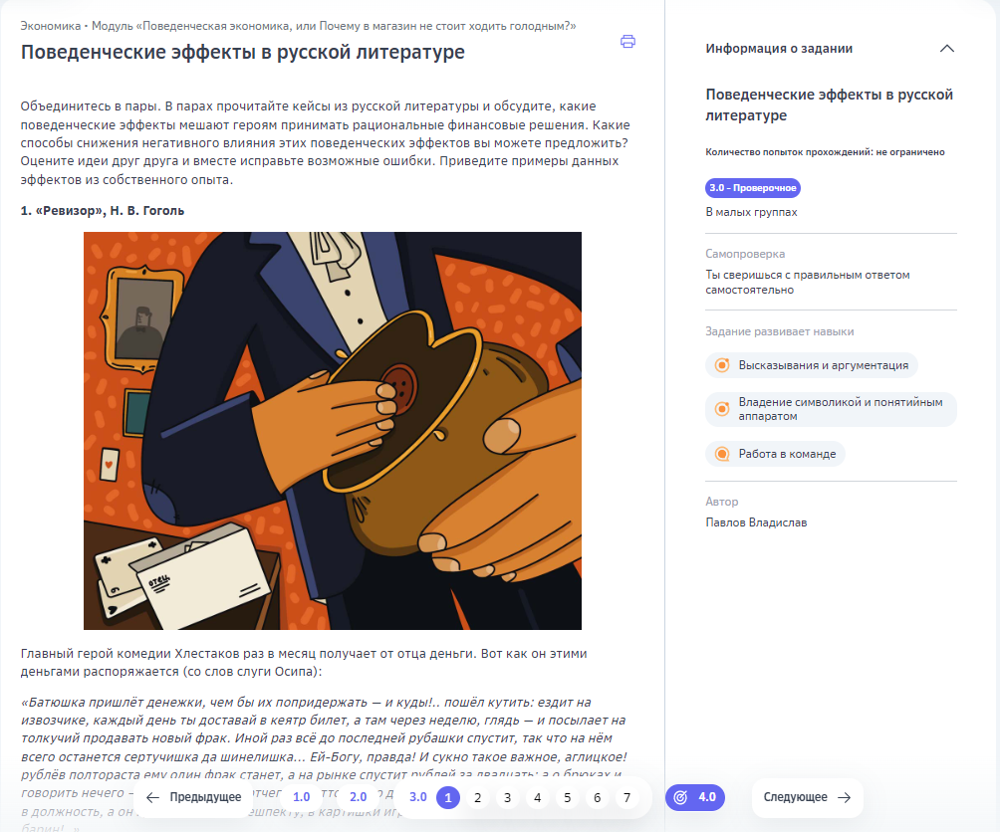 Экономика • Модуль «Поведенческая экономика, или Почему в магазин не стоит ходить голодным?»
Поведенческие эффекты в русской литературе
Объединитесь в пары. В парах прочитайте кейсы из русской литературы и обсудите, какие
поведенческие эффекты мешают героям принимать рациональные финансовые решения. Какие
способы снижения негативного влияния этих поведенческих эффектов вы можете предложить?
Оцените идеи друг друга и вместе исправьте возможные ошибки. Приведите примеры данных
эффектов из собственного опыта.
1. «Ревизор», Н. В. Гоголь
6
отец
Главный герой комедии Хлестаков раз в месяц получает от отца деньги. Вот как он этими
деньгами распоряжается (со слов слуги Осипа):
«Батюшка пришлёт денежки, чем бы их попридержать — и куды!.. пошёл кутить: ездит на
извозчике, каждый день ты доставай в кеятр билет, а там через неделю, глядь — и посылает на
толкучий продавать новый фрак. Иной раз всё до последней рубашки спустит, так что на нём
всего останется сертучишка да шинелишка... Ей-Богу, правда! И сукно такое важное, аглицкое!
рублёв полтораста ему один фрак станет, а на рынке спустит рублей за двадцать; а о брюках и
говорить нечего —
в должность, а он
барин!..»
Предыдущее
1.0
2.0
3.0
1
2
3
4
5
6
7
4.0
Следующее
Информация о задании
Поведенческие эффекты в русской
литературе
Количество попыток прохождений: не ограничено
3.0 – Проверочное
В малых группах
Самопроверка
Ты сверишься с правильным ответом
самостоятельно
Задание развивает навыки
Высказывания и аргументация
Владение символикой и понятийным
аппаратом
Работа в команде
Автор
Павлов Владислав